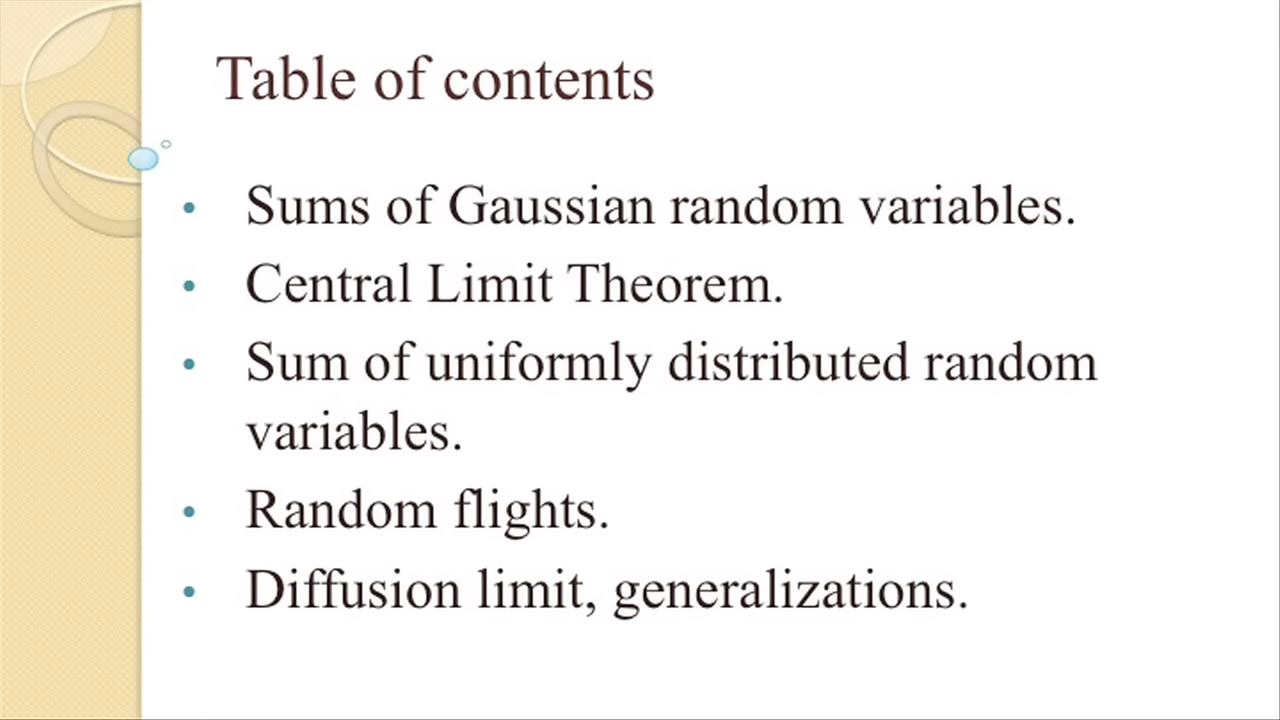 Table of contents
• Sums of Gaussian random variables.
• Central Limit Theorem.
• Sum of uniformly distributed random
variables.
• Random flights.
• Diffusion limit, generalizations.